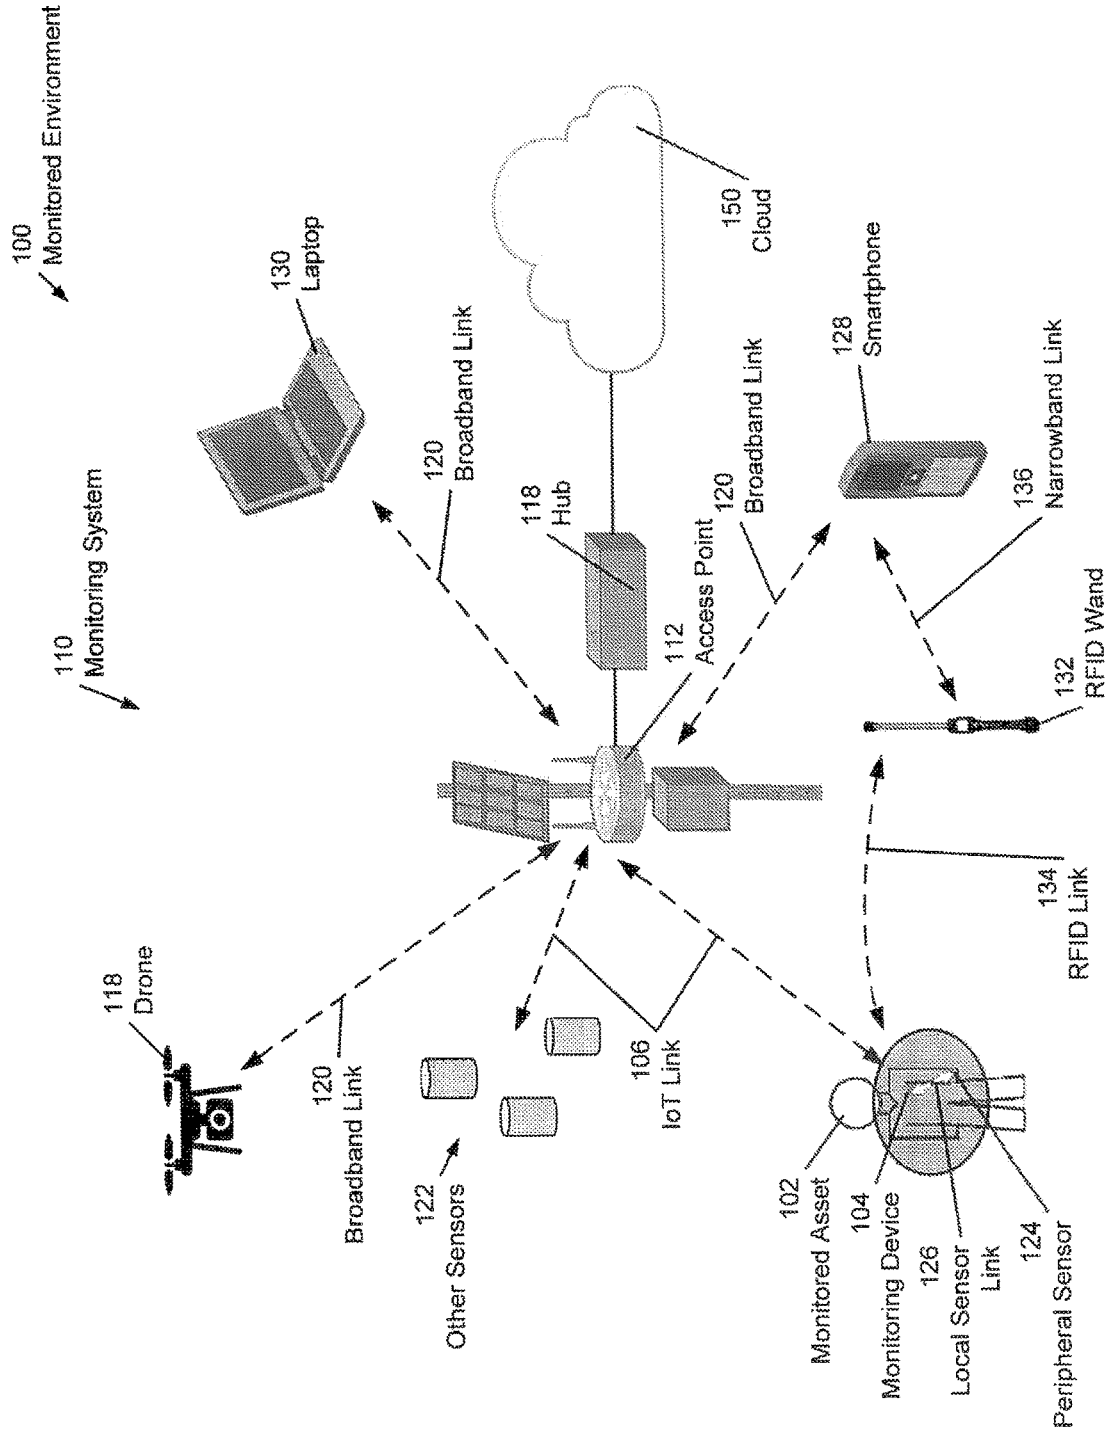 100
Monitored Environment
110
Monitoring System
118
Drone
120
Broadband Link
130
Laptop
120
Broadband Link
122
Other Sensors
106
IoT Link
118
Hub
112
Access Point
120
Broadband Link
150
Cloud
102
Monitored Asset
104
Monitoring Device
126
Local Sensor
Link
124
Peripheral Sensor
134
RFID Link
132
RFID Wand
128
Smartphone
136
Narrowband Link